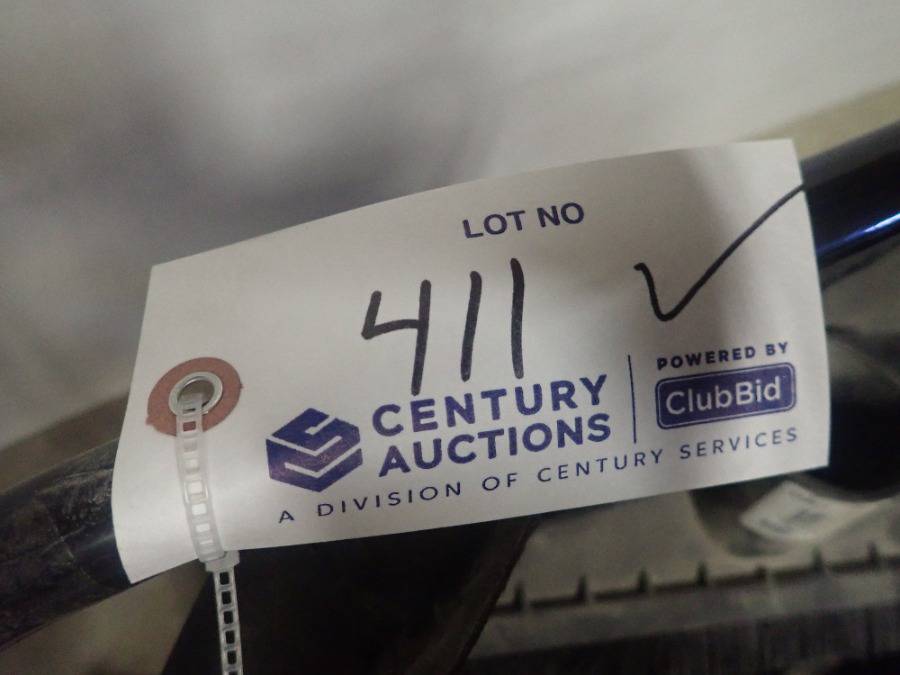 LOT NO
411
CENTURY
AUCTIONS
A DIVISION OF CENTURY SERVICES
POWERED BY
ClubBid